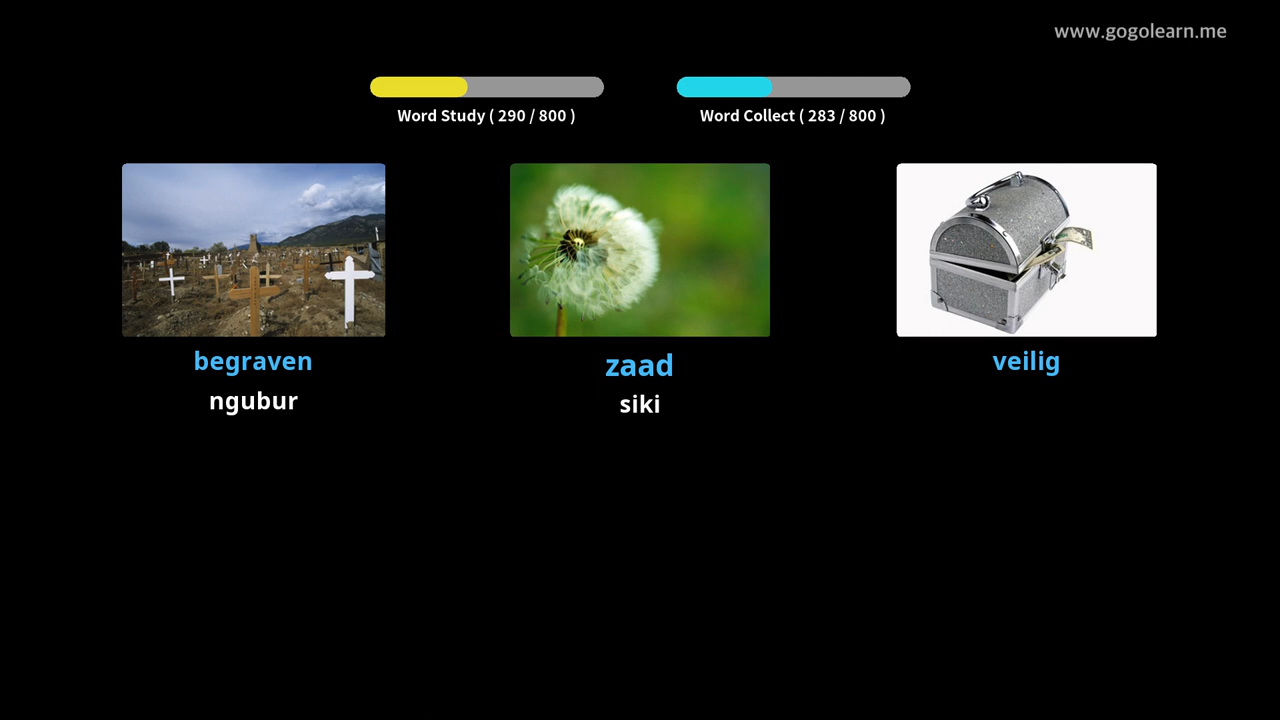 www.gogolearn.me
Word Study ( 290 / 800 )
Word Collect ( 283 / 800 )
begraven
ngubur
zaad
siki
veilig